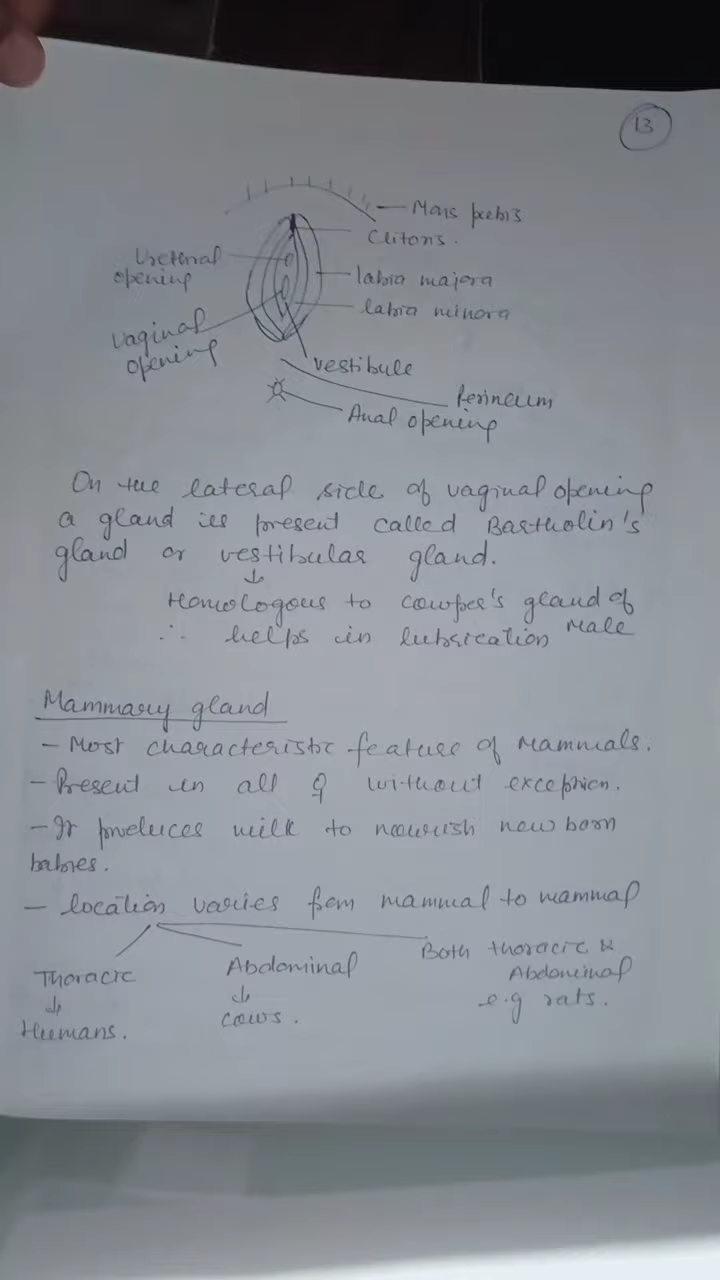 13
Mons pubis
Clitoris.
Uretheral
opening
labia majora
labia minora
vaginal
opening
vestibule
Perineum
Anal opening
On the lateral side of vaginal opening
a gland is present called Bartholin's
gland or vestibular gland.
↓
Homologous to cowper's gland of
Male
∴ helps in lubrication
Mammary gland
- Most characteristic feature of Mammals.
- Present in all ♀ without exception.
- It produces milk to nourish new born
babies.
- location varies from mammal to mammal
Thoracic
↓
Humans.
Abdominal
↓
cows.
Both thoracic &
Abdominal
e.g rats.